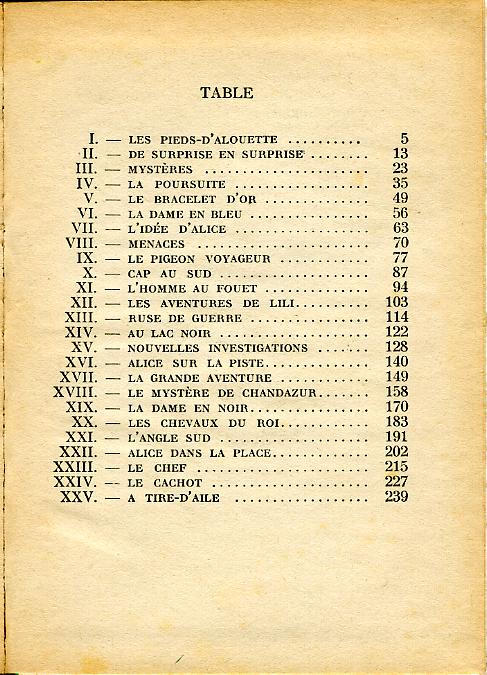 TABLE
I. — LES PIEDS-D'ALOUETTE .......... 5
II. — DE SURPRISE EN SURPRISE ........ 13
III. — MYSTÈRES .................... 23
IV. — LA POURSUITE ................ 35
V. — LE BRACELET D'OR ............. 49
VI. — LA DAME EN BLEU .............. 56
VII. — L'IDÉE D'ALICE ................ 63
VIII. — MENACES .................... 70
IX. — LE PIGEON VOYAGEUR .......... 77
X. — CAP AU SUD .................. 87
XI. — L'HOMME AU FOUET ............ 94
XII. — LES AVENTURES DE LILI.......... 103
XIII. — RUSE DE GUERRE .............. 114
XIV. — AU LAC NOIR ................. 122
XV. — NOUVELLES INVESTIGATIONS ....... 128
XVI. — ALICE SUR LA PISTE............. 140
XVII. — LA GRANDE AVENTURE .......... 149
XVIII. — LE MYSTÈRE DE CHANDAZUR....... 158
XIX. — LA DAME EN NOIR............... 170
XX. — LES CHEVAUX DU ROI............ 183
XXI. — L'ANGLE SUD .................. 191
XXII. — ALICE DANS LA PLACE............ 202
XXIII. — LE CHEF ..................... 215
XXIV. — LE CACHOT ................... 227
XXV. — A TIRE-D'AILE ................ 239